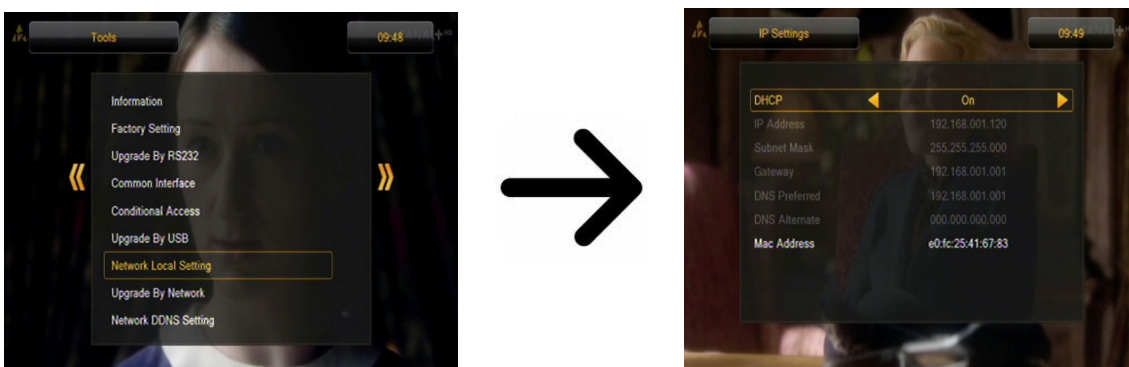 Tools
09:48
Information
Factory Setting
Upgrade By RS232
Common Interface
Conditional Access
Upgrade By USB
Network Local Setting
Upgrade By Network
Network DDNS Setting
IP Settings
09:49
DHCP On
IP Address 192.168.001.120
Subnet Mask 255.255.255.000
Gateway 192.168.001.001
DNS Preferred 192.168.001.001
DNS Alternate 000.000.000.000
Mac Address e0:fc:25:41:67:83